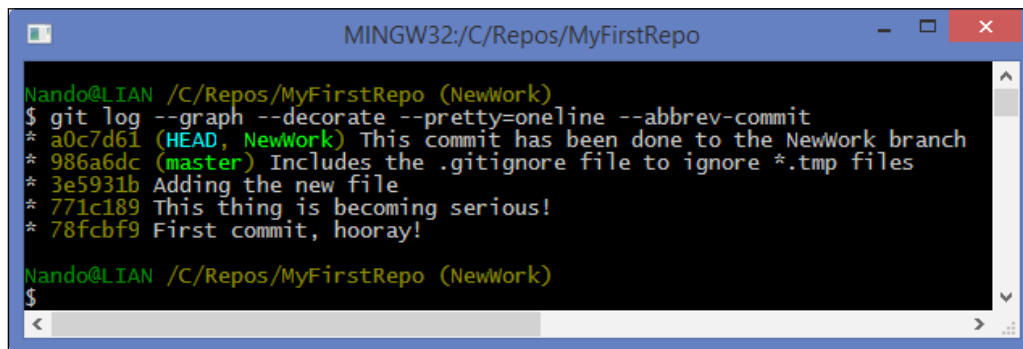 MINGW32:/C/Repos/MyFirstRepo
Nando@LIAN /C/Repos/MyFirstRepo (NewWork)
$ git log --graph --decorate --pretty=oneline --abbrev-commit
* a0c7d61 (HEAD, NewWork) This commit has been done to the NewWork branch
* 986a6dc (master) Includes the .gitignore file to ignore *.tmp files
* 3e5931b Adding the new file
* 771c189 This thing is becoming serious!
* 78fcbf9 First commit, hooray!
Nando@LIAN /C/Repos/MyFirstRepo (NewWork)
$